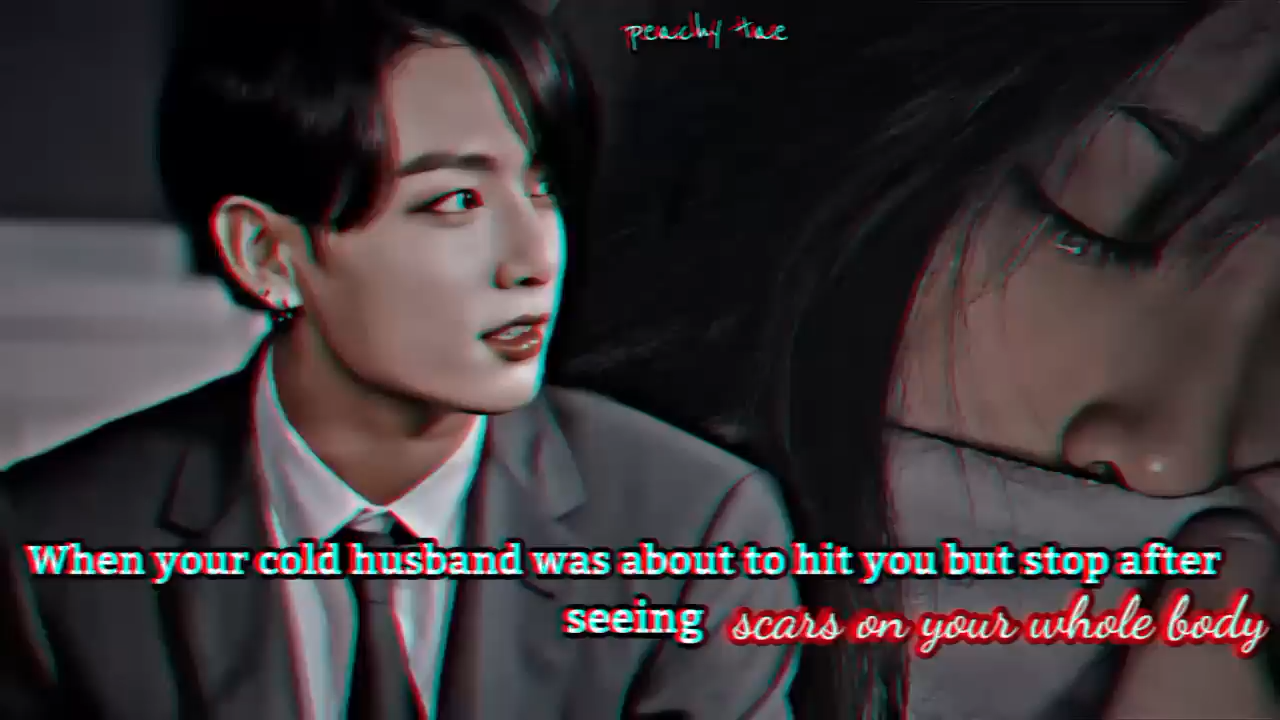 peachy tae
When your cold husband was about to hit you but stop after
seeing scars on your whole body